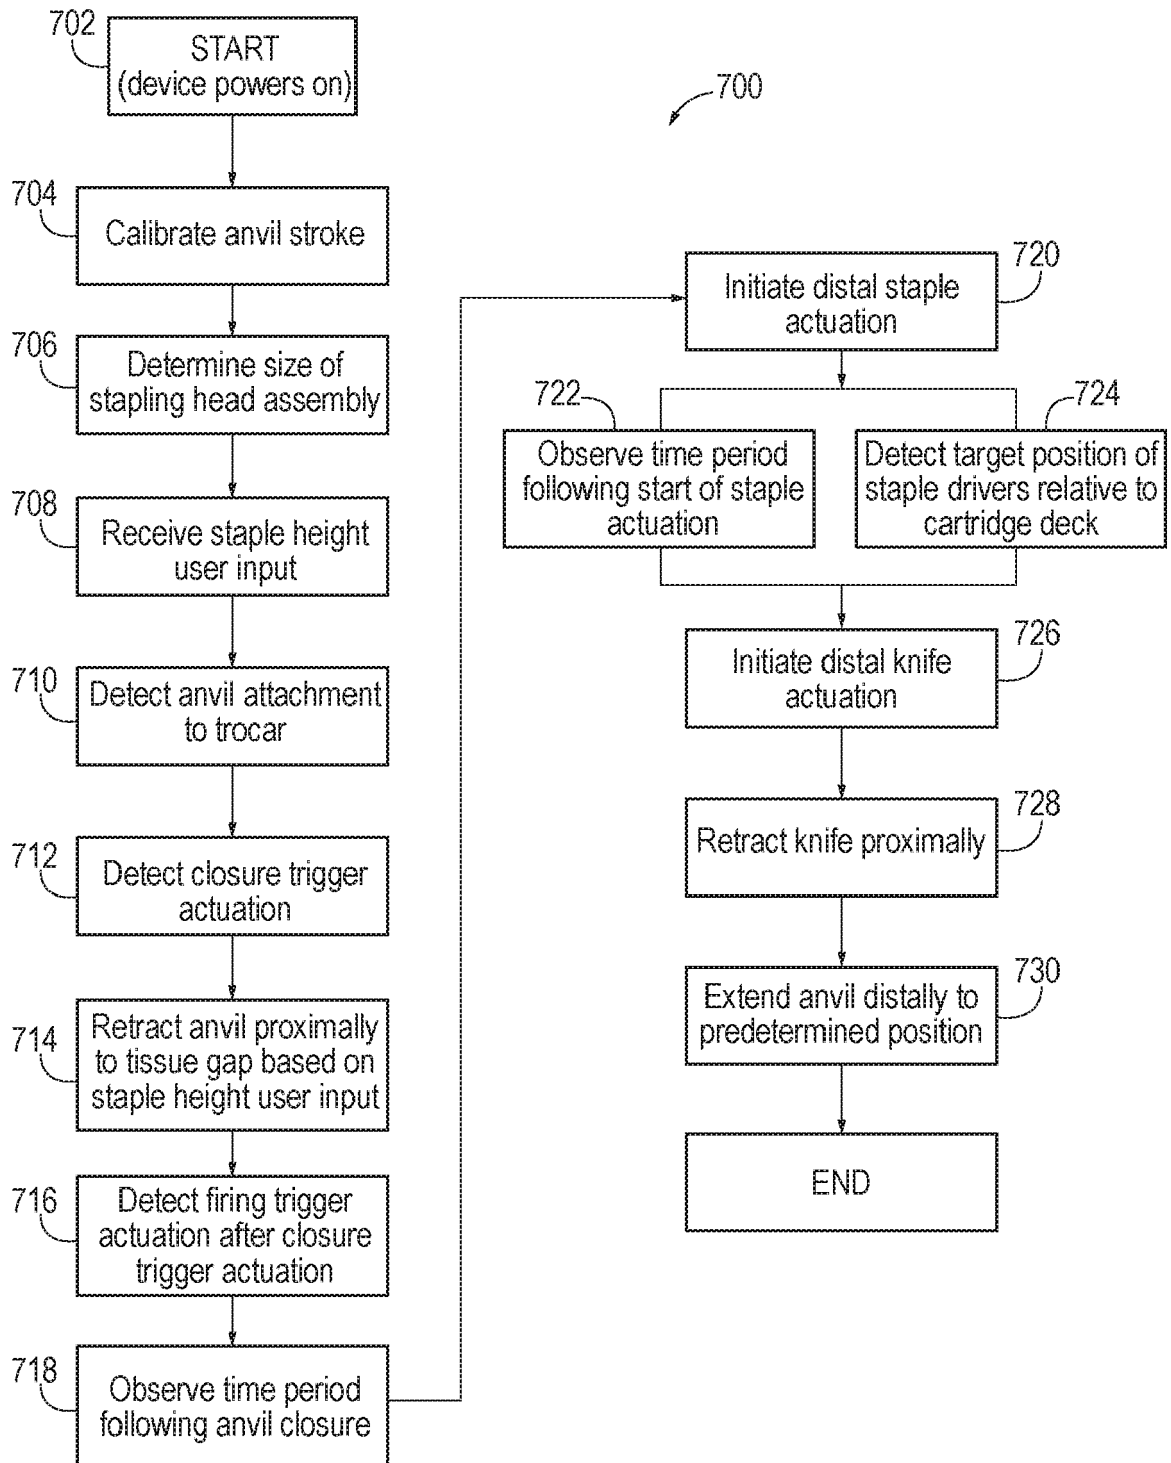 702
START
(device powers on)
700
704
Calibrate anvil stroke
706
Determine size of
stapling head assembly
708
Receive staple height
user input
710
Detect anvil attachment
to trocar
712
Detect closure trigger
actuation
714
Retract anvil proximally
to tissue gap based on
staple height user input
716
Detect firing trigger
actuation after closure
trigger actuation
718
Observe time period
following anvil closure
720
Initiate distal staple
actuation
722
Observe time period
following start of staple
actuation
724
Detect target position of
staple drivers relative to
cartridge deck
726
Initiate distal knife
actuation
728
Retract knife proximally
730
Extend anvil distally to
predetermined position
END